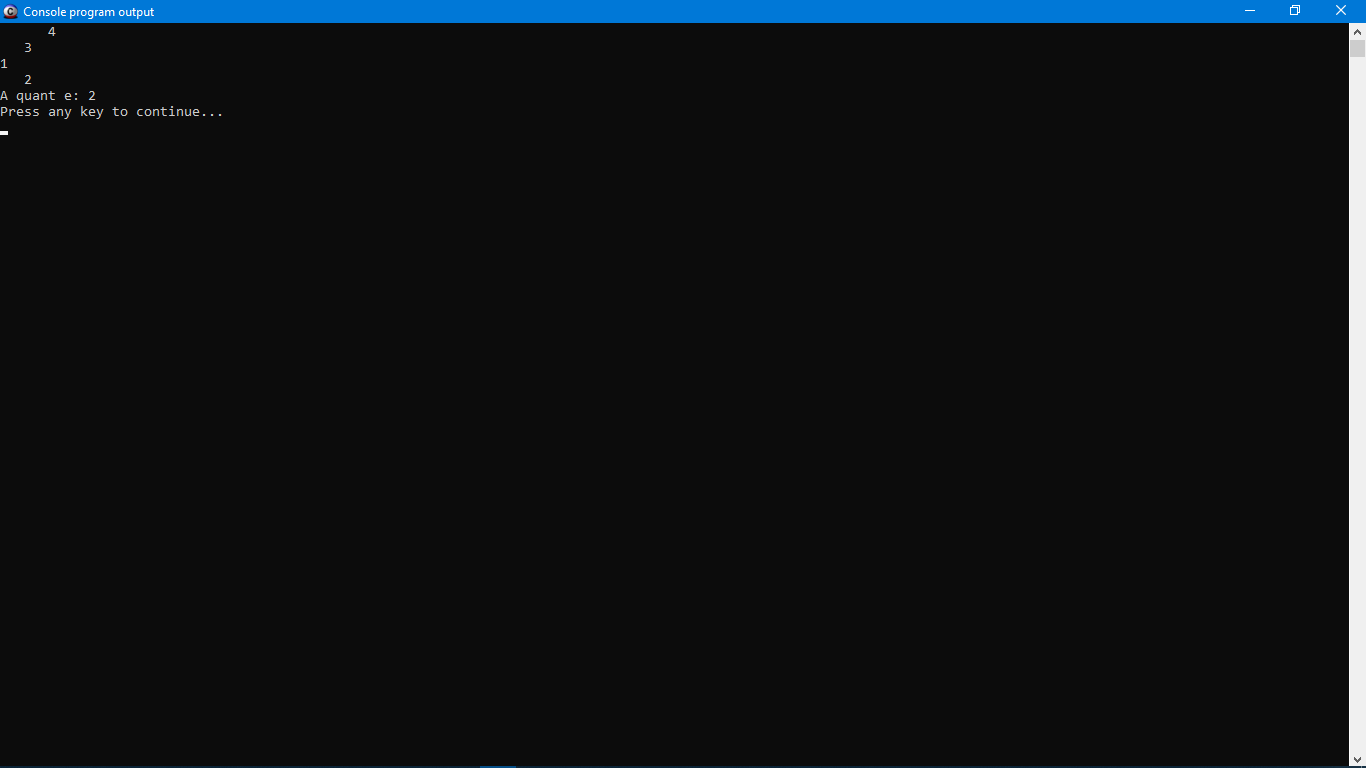 Console program output
      4
   3
1
   2
A quant e: 2
Press any key to continue...